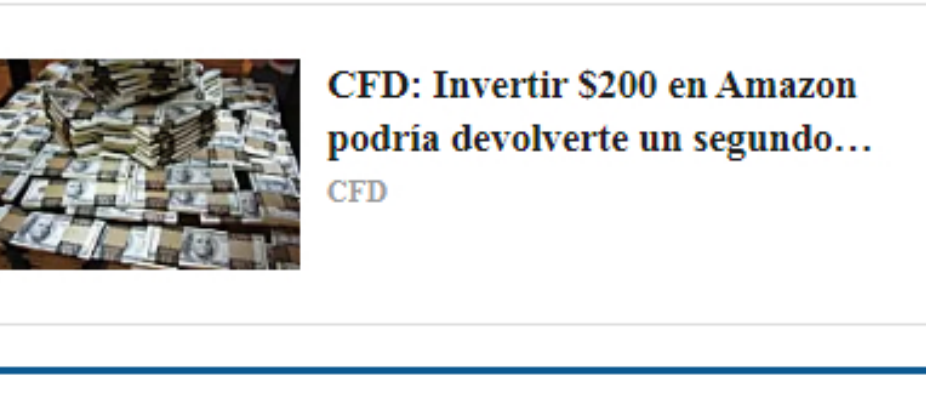 CFD: Invertir $200 en Amazon
podría devolverte un segundo...
CFD